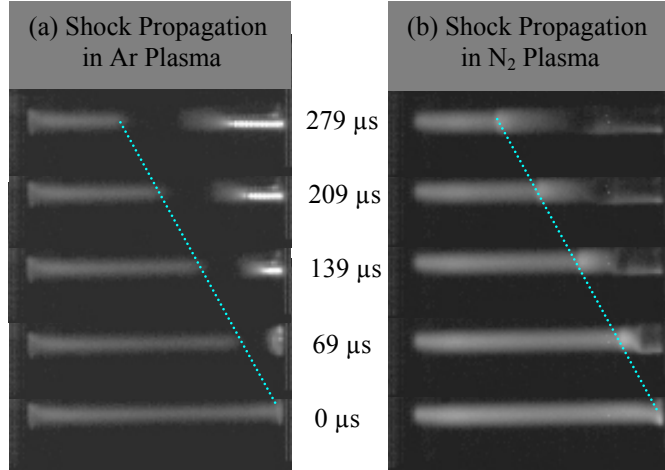 (a) Shock Propagation
in Ar Plasma
(b) Shock Propagation
in N₂ Plasma
279 µs
209 µs
139 µs
69 µs
0 µs